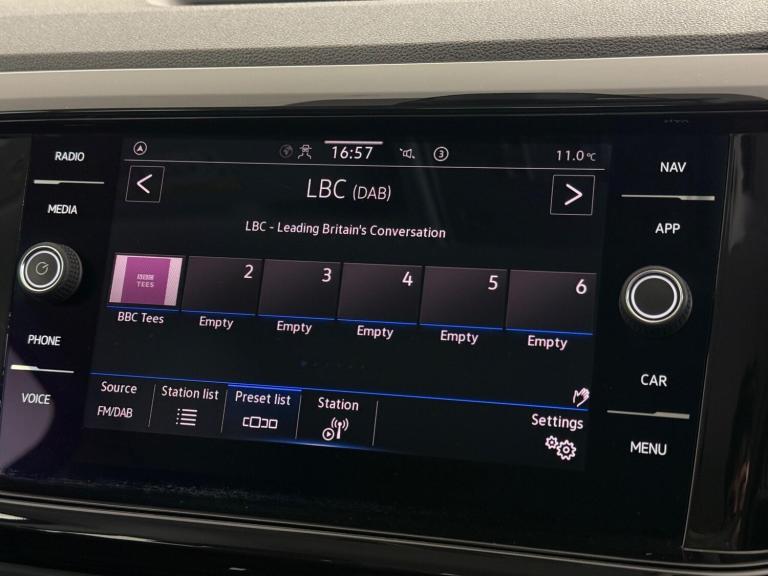 RADIO
MEDIA
PHONE
VOICE
16:57
3
11.0°C
<
LBC (DAB)
>
LBC - Leading Britain's Conversation
BBC
TEES
2
3
4
5
6
BBC Tees
Empty
Empty
Empty
Empty
Empty
Source
FM/DAB
Station list
Preset list
Station
Settings
NAV
APP
CAR
MENU